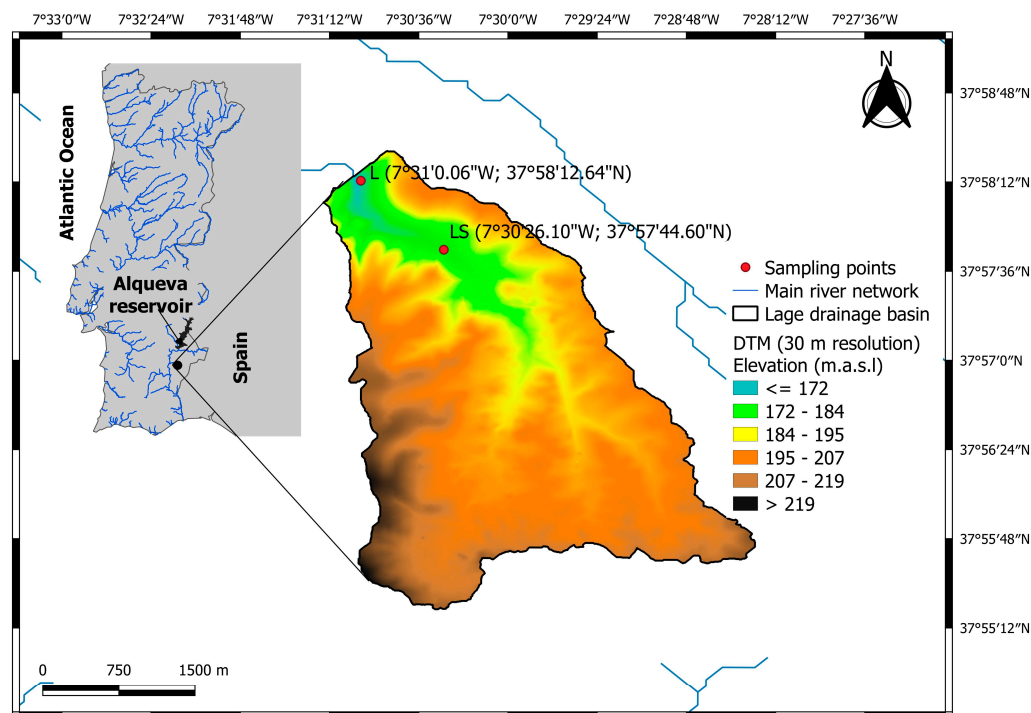 7°33'0"W 7°32'24"W 7°31'48"W 7°31'12"W 7°30'36"W 7°30'0"W 7°29'24"W 7°28'48"W 7°28'12"W 7°27'36"W
N
37°58'48"N
L (7°31'0.06"W; 37°58'12.64"N)
37°58'12"N
Atlantic Ocean
LS (7°30'26.10"W; 37°57'44.60"N)
37°57'36"N
Alqueva
reservoir
Spain
Sampling points
Main river network
Lage drainage basin
DTM (30 m resolution)
Elevation (m.a.s.l)
<= 172
172 - 184
184 - 195
195 - 207
207 - 219
> 219
37°57'0"N
37°56'24"N
37°55'48"N
37°55'12"N
0 750 1500 m